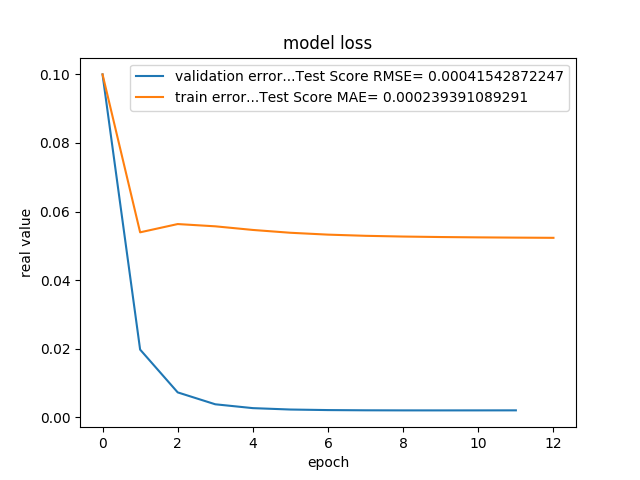 model loss
validation error...Test Score RMSE= 0.00041542872247
train error...Test Score MAE= 0.000239391089291
real value
0.10
0.08
0.06
0.04
0.02
0.00
0 2 4 6 8 10 12
epoch